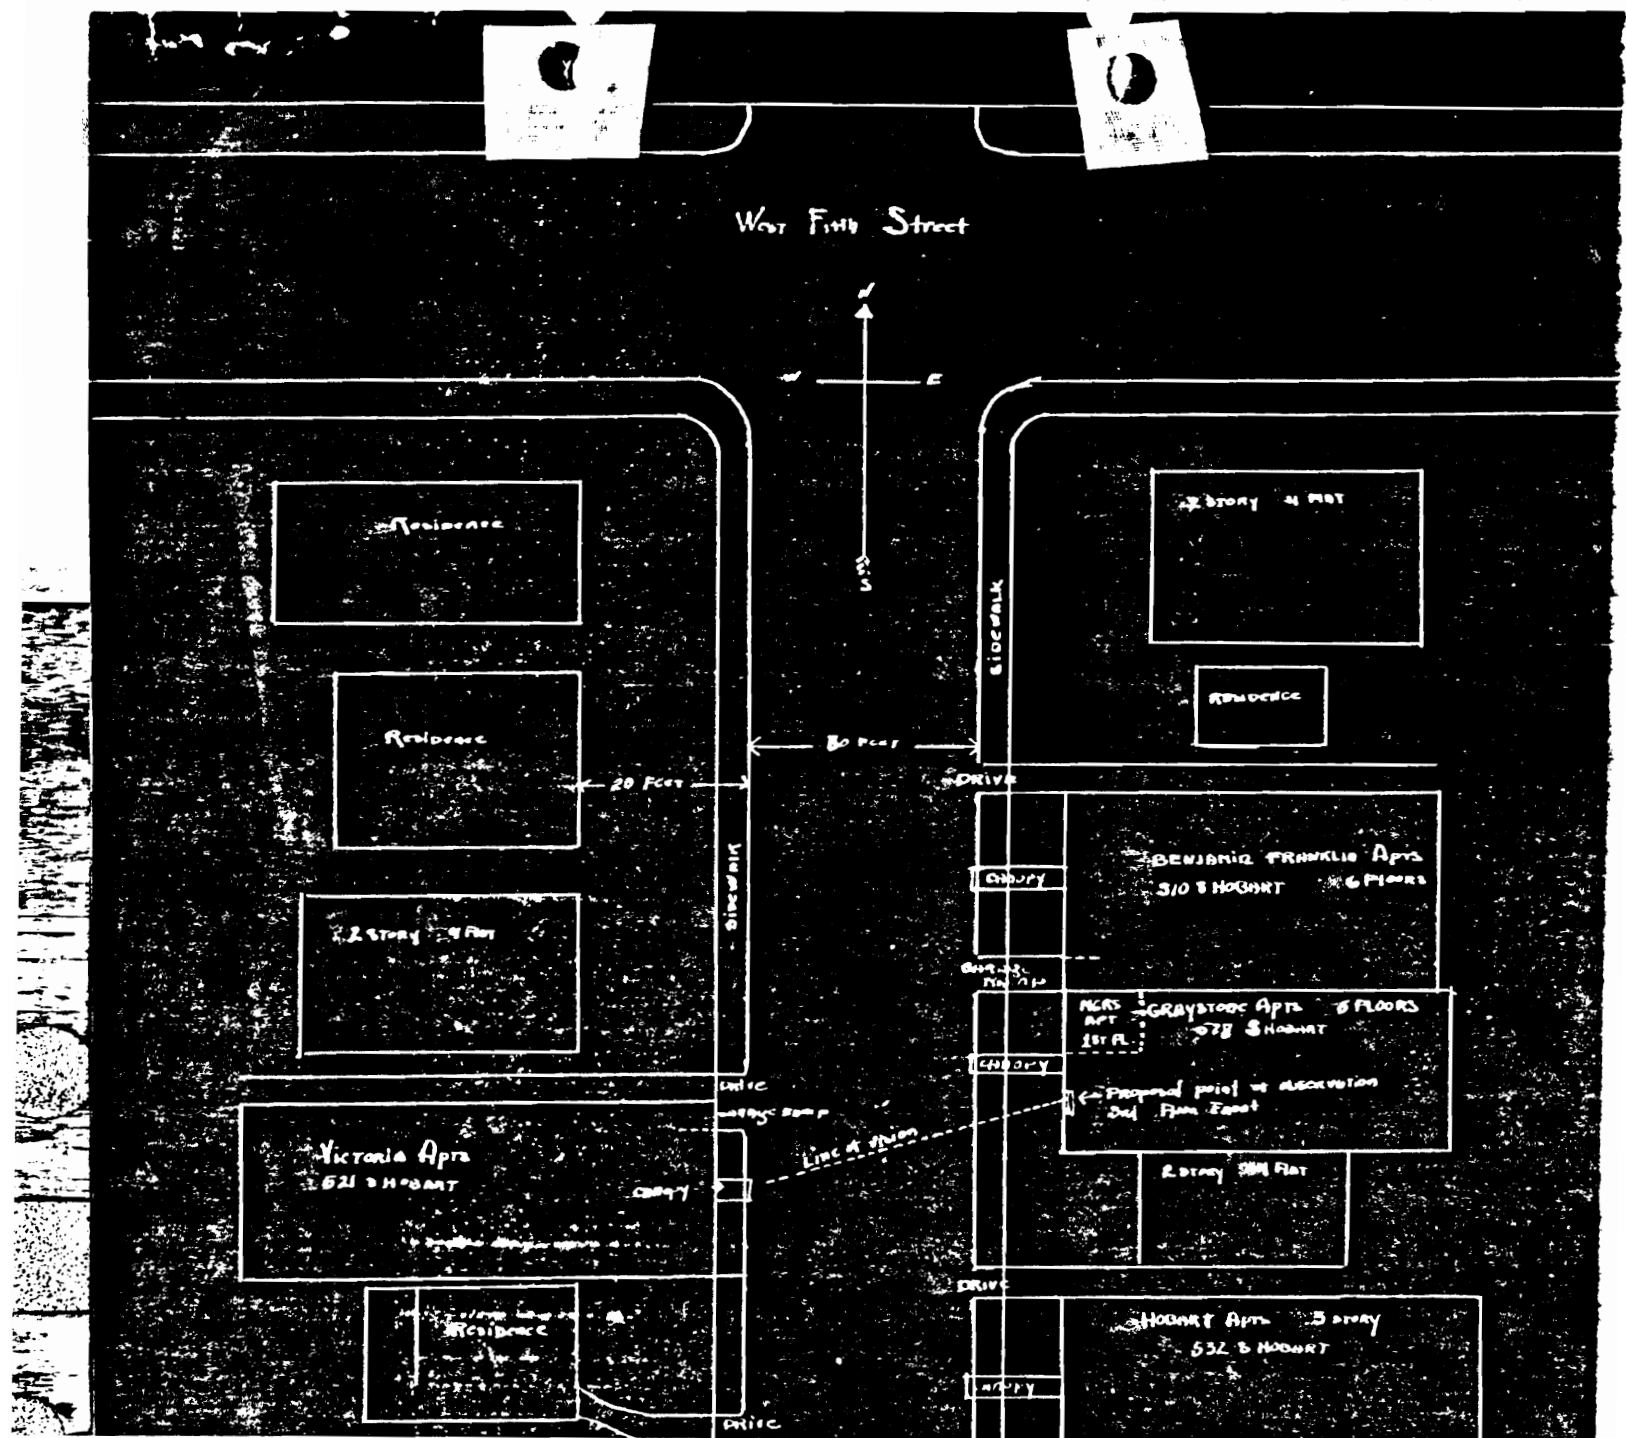 West Fifth Street
N
W E
S
Residence
2 STORY 4 FLAT
SIDEWALK
RESIDENCE
Residence
80 FEET
20 FEET
DRIVE
BENJAMIN FRANKLIN APTS
510 S HOBART 6 FLOORS
CANOPY
SIDEWALK
2 STORY 4 FLAT
GARAGE
MGRS
APT
1ST FL.
GRAYSTONE APTS 6 FLOORS
S HOBART
CANOPY
DRIVE
Proposed point of observation
3rd Floor Front
Line of vision
VICTORIA APTS
521 S HOBART
CANOPY
2 STORY FLAT
DRIVE
Residence
HOBART APTS 5 STORY
532 S HOBART
CANOPY
DRIVE